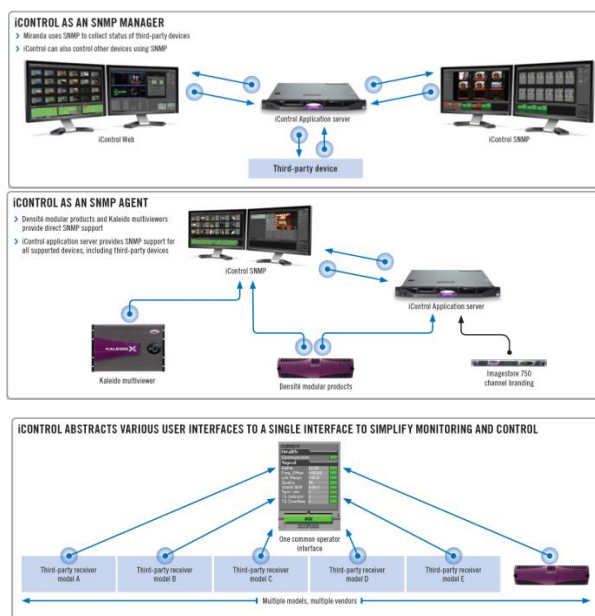 iCONTROL AS AN SNMP MANAGER
Miranda uses SNMP to collect status of third-party devices
iControl can also control other devices using SNMP
iControl Web
iControl Application server
iControl SNMP
Third-party device
iCONTROL AS AN SNMP AGENT
Densité modular products and Kaleido multiviewers
provide direct SNMP support
iControl application server provides SNMP support for
all supported devices, including third-party devices
iControl SNMP
iControl Application server
KALEIDO X
Kaleido multiviewer
Densité modular products
Imagestore 750
channel branding
iCONTROL ABSTRACTS VARIOUS USER INTERFACES TO A SINGLE INTERFACE TO SIMPLIFY MONITORING AND CONTROL
Health
Signal
One common operator
interface
Third-party receiver
model A
Third-party receiver
model B
Third-party receiver
model C
Third-party receiver
model D
Third-party receiver
model E
Multiple models, multiple vendors